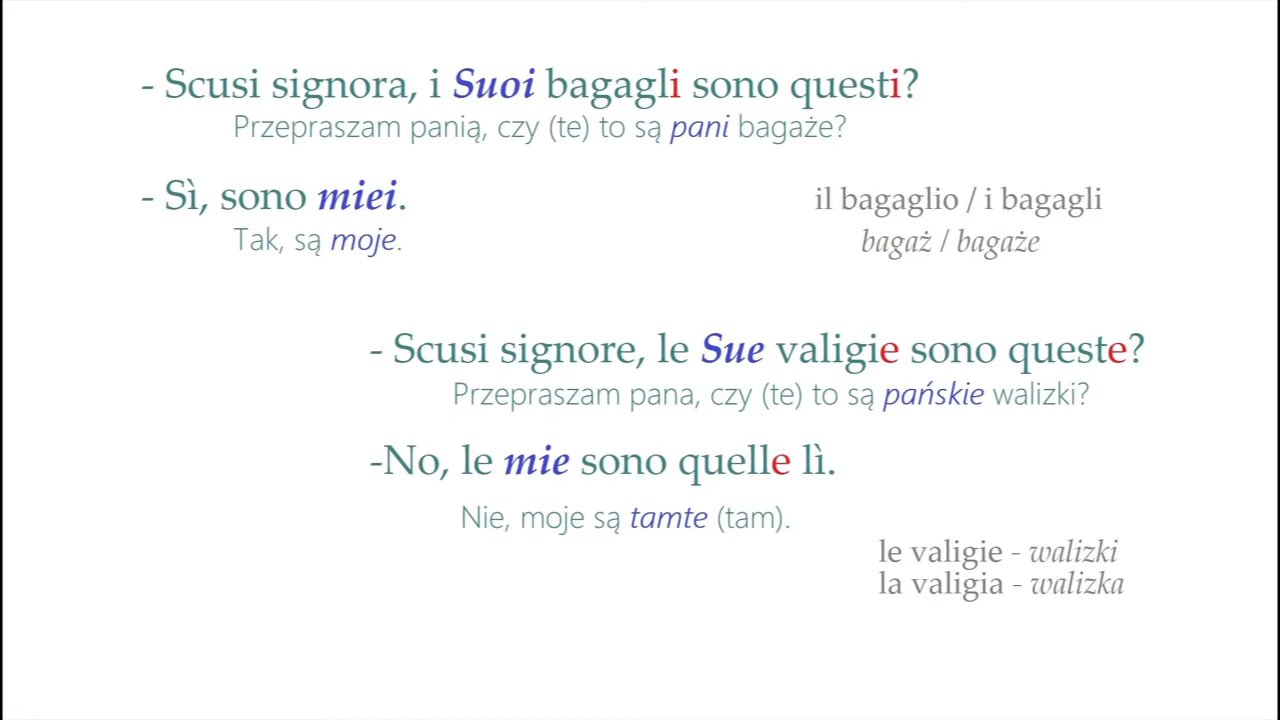 - Scusi signora, i Suoi bagagli sono questi?
Przepraszam panią, czy (te) to są pani bagaże?
- Sì, sono miei.
Tak, są moje.
il bagaglio / i bagagli
bagaż / bagaże
- Scusi signore, le Sue valigie sono queste?
Przepraszam pana, czy (te) to są pańskie walizki?
-No, le mie sono quelle lì.
Nie, moje są tamte (tam).
le valigie - walizki
la valigia - walizka